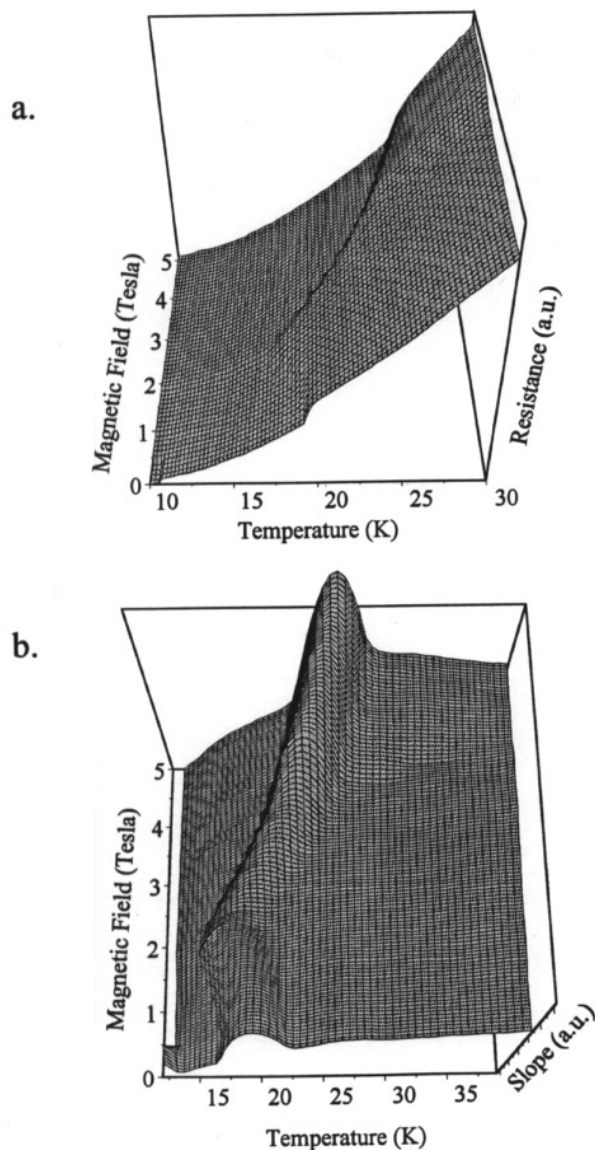 a.
Magnetic Field (Tesla)
5
4
3
2
1
0
10 15 20 25 30
Temperature (K)
Resistance (a.u.)
b.
Magnetic Field (Tesla)
5
4
3
2
1
0
15 20 25 30 35
Temperature (K)
Slope (a.u.)